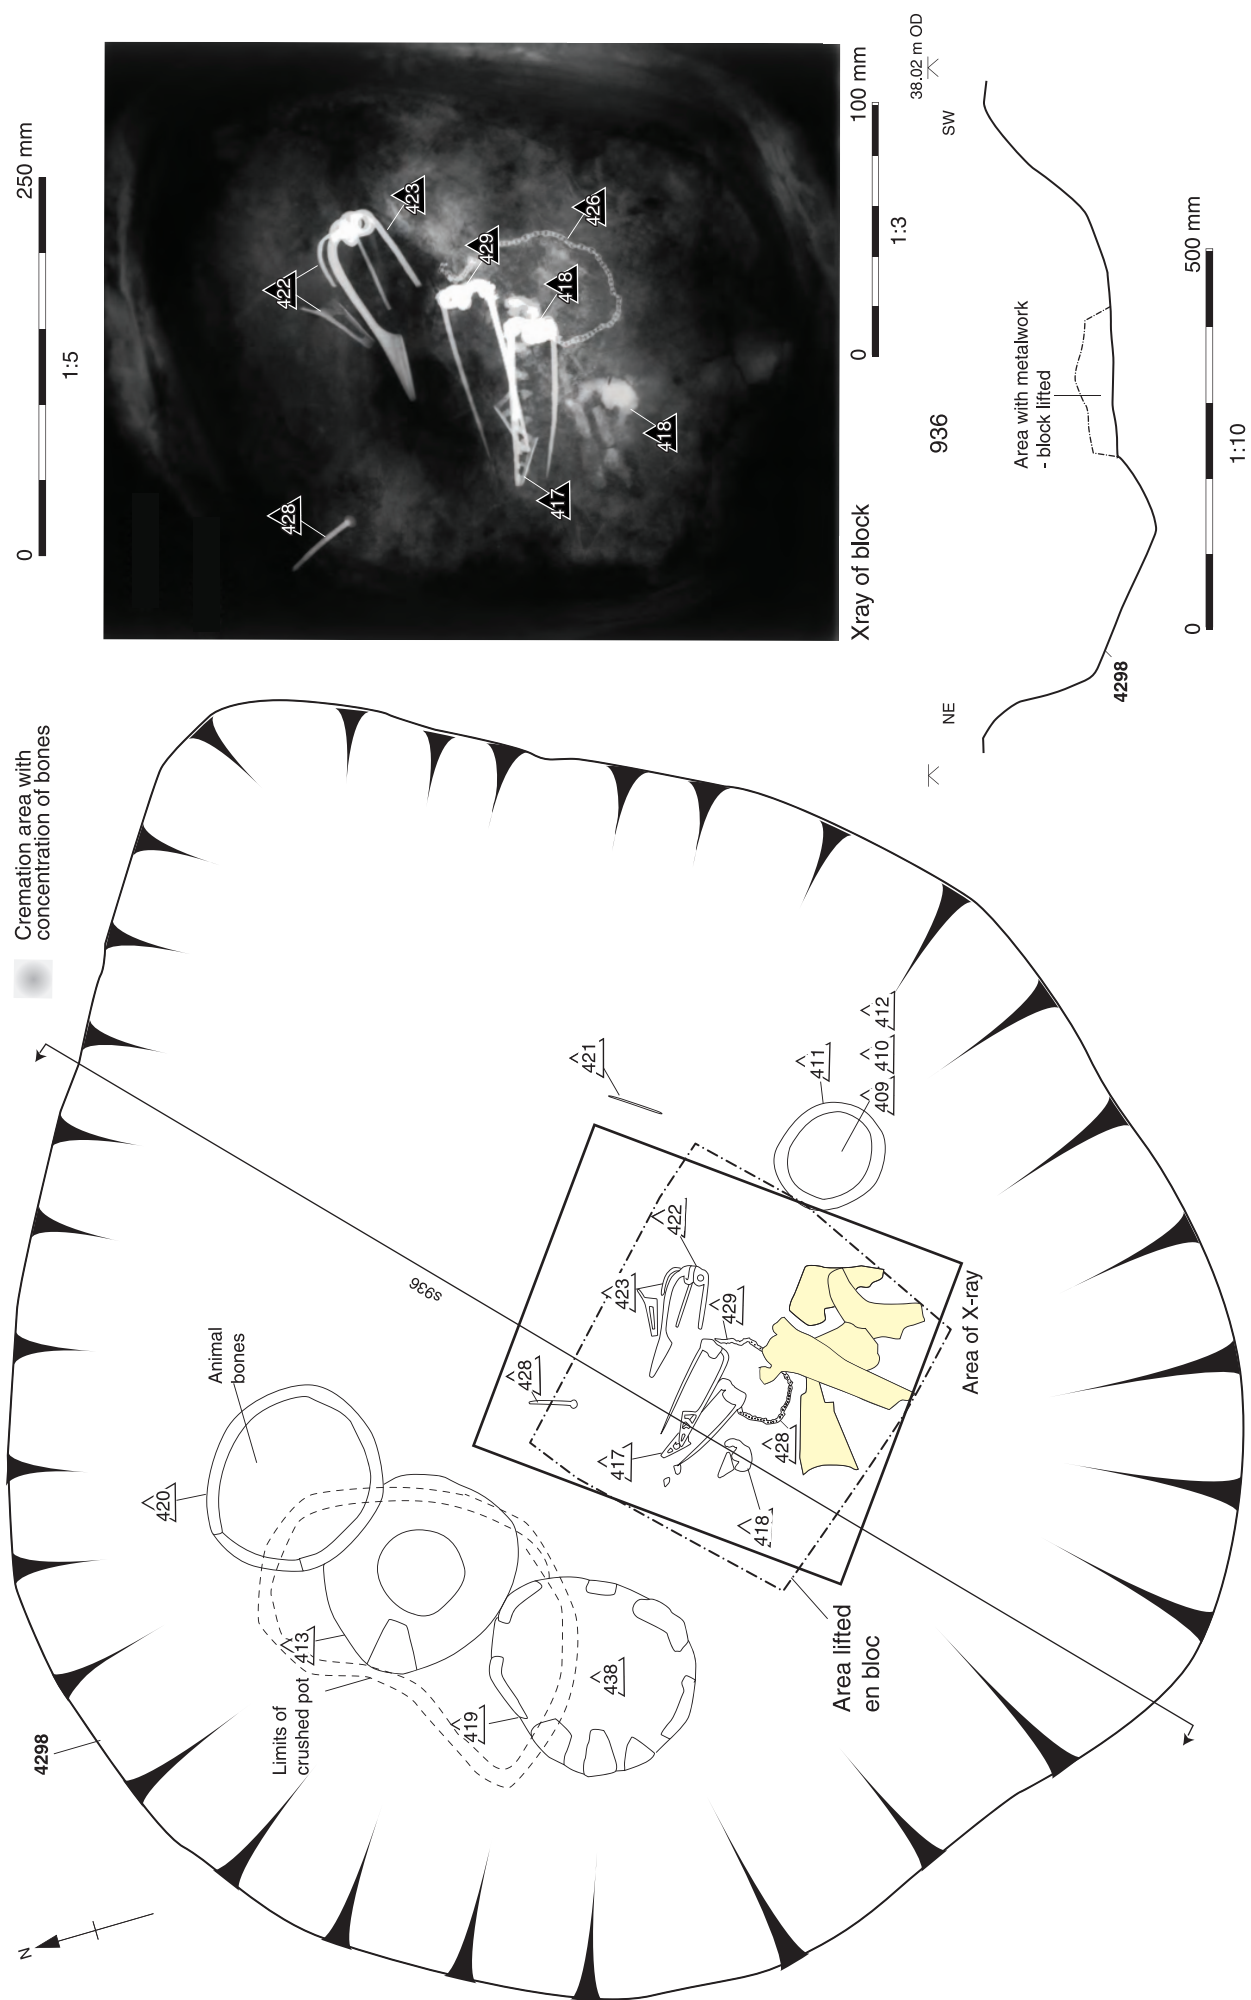 0
250 mm
1:5
Cremation area with
concentration of bones
422
423
429
426
418
428
417
418
Xray of block
0
100 mm
1:3
936
NE
SW
38.02 m OD
Area with metalwork
- block lifted
4298
0
500 mm
1:10
N
4298
Limits of
crushed pot
413
419
438
420
Animal
bones
s936
428
417
418
428
423
422
429
421
411
409
410
412
Area of X-ray
Area lifted
en bloc